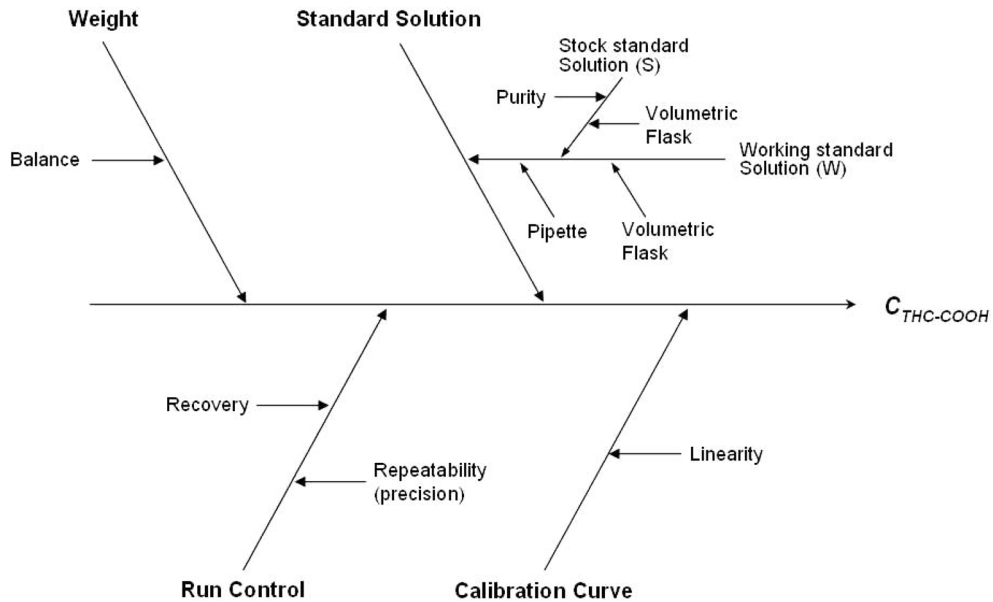 Weight
Standard Solution
Stock standard
Solution (S)
Purity
Volumetric
Flask
Balance
Working standard
Solution (W)
Pipette
Volumetric
Flask
C THC-COOH
Recovery
Repeatability
(precision)
Linearity
Run Control
Calibration Curve